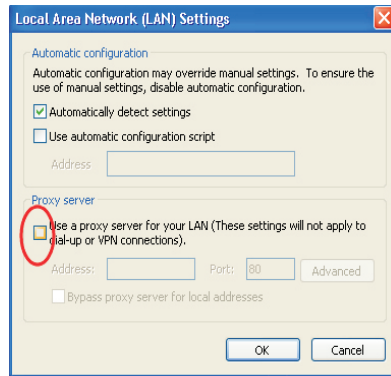 Local Area Network (LAN) Settings
Automatic configuration
Automatic configuration may override manual settings. To ensure the
use of manual settings, disable automatic configuration.
Automatically detect settings
Use automatic configuration script
Address
Proxy server
Use a proxy server for your LAN (These settings will not apply to
dial-up or VPN connections).
Address:
Port: 80
Advanced
Bypass proxy server for local addresses
OK
Cancel